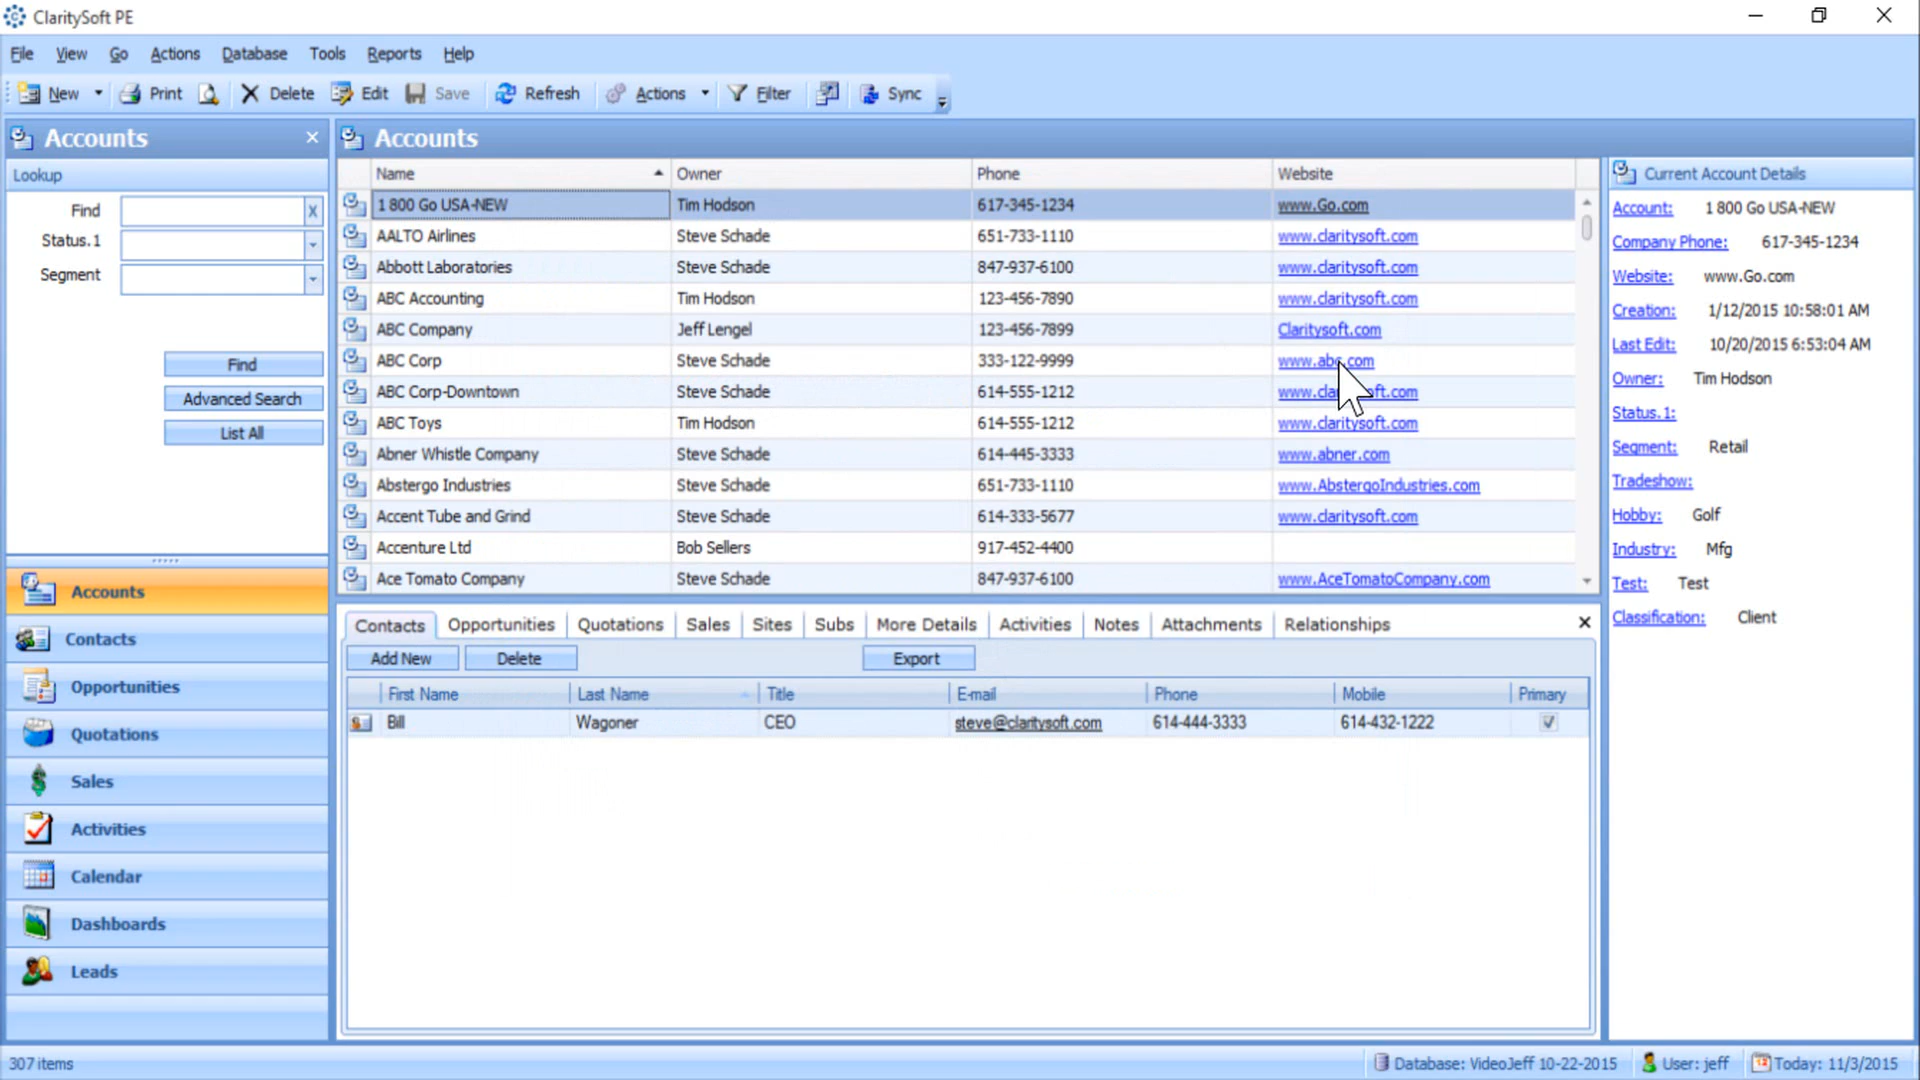 ClaritySoft PE
File View Go Actions Database Tools Reports Help
New Print Delete Edit Save Refresh Actions Filter Sync
Accounts
Lookup
Find X
Status.1
Segment
Find
Advanced Search
List All
Accounts
Contacts
Opportunities
Quotations
Sales
Activities
Calendar
Dashboards
Leads
Accounts
Name Owner Phone Website
1 800 Go USA-NEW Tim Hodson 617-345-1234 www.Go.com
AALTO Airlines Steve Schade 651-733-1110 www.claritysoft.com
Abbott Laboratories Steve Schade 847-937-6100 www.claritysoft.com
ABC Accounting Tim Hodson 123-456-7890 www.claritysoft.com
ABC Company Jeff Lengel 123-456-7899 Claritysoft.com
ABC Corp Steve Schade 333-122-9999 www.abc.com
ABC Corp-Downtown Steve Schade 614-555-1212 www.claritysoft.com
ABC Toys Tim Hodson 614-555-1212 www.claritysoft.com
Abner Whistle Company Steve Schade 614-445-3333 www.abner.com
Abstergo Industries Steve Schade 651-733-1110 www.AbstergoIndustries.com
Accent Tube and Grind Steve Schade 614-333-5677 www.claritysoft.com
Accenture Ltd Bob Sellers 917-452-4400
Ace Tomato Company Steve Schade 847-937-6100 www.AceTomatoCompany.com
Contacts Opportunities Quotations Sales Sites Subs More Details Activities Notes Attachments Relationships
Add New Delete Export
First Name Last Name Title E-mail Phone Mobile Primary
Bill Wagoner CEO steve@claritysoft.com 614-444-3333 614-432-1222
Current Account Details
Account: 1 800 Go USA-NEW
Company Phone: 617-345-1234
Website: www.Go.com
Creation: 1/12/2015 10:58:01 AM
Last Edit: 10/20/2015 6:53:04 AM
Owner: Tim Hodson
Status.1:
Segment: Retail
Tradeshow:
Hobby: Golf
Industry: Mfg
Test: Test
Classification: Client
307 items Database: VideoJeff 10-22-2015 User: jeff Today: 11/3/2015